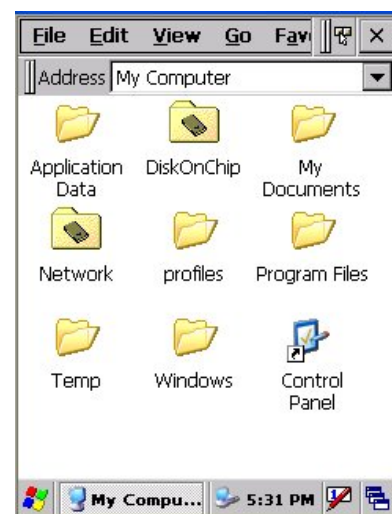 File Edit View Go Fav
Address My Computer
Application Data
DiskOnChip
My Documents
Network
profiles
Program Files
Temp
Windows
Control Panel
My Compu... 5:31 PM